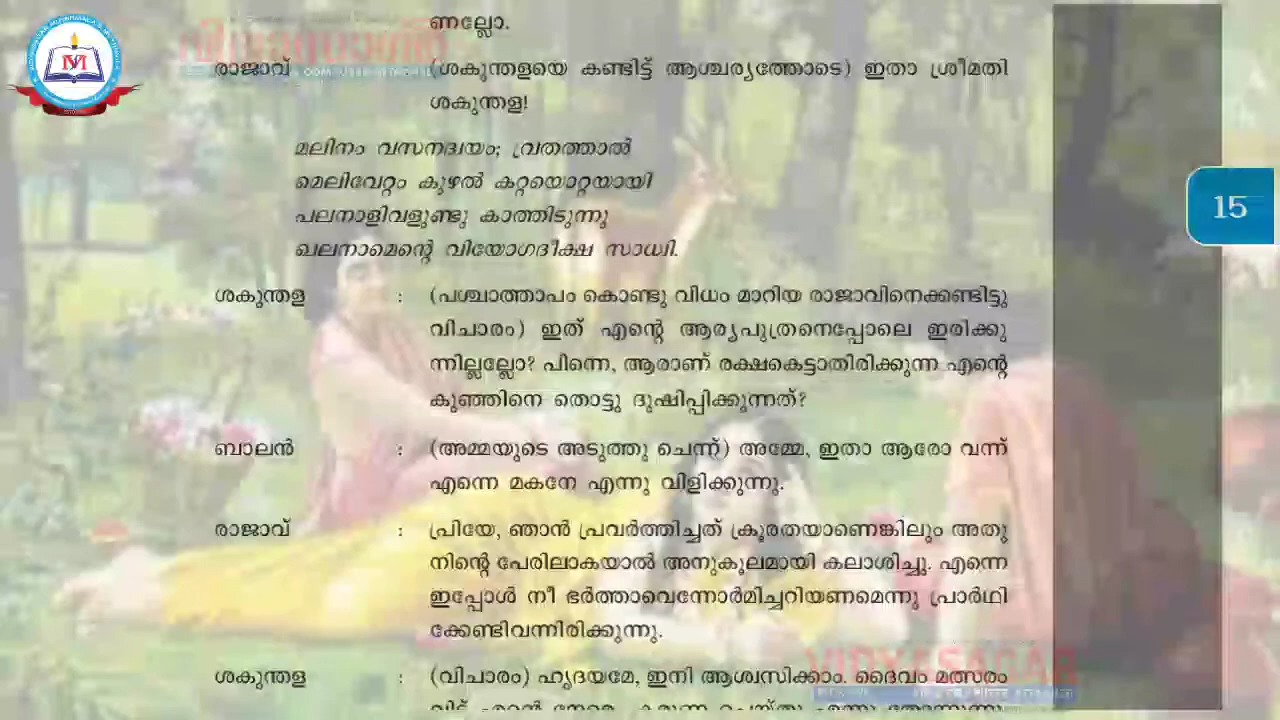 ണല്ലോ.
രാജാവ് (ശകുന്തളയെ കണ്ടിട്ട് ആശ്ചര്യത്തോടെ) ഇതാ ശ്രീമതി
ശകുന്തള!
മലിനം വസനദ്വയം; വ്രതത്താൽ
മെലിവേറ്റം കുഴൽ കറ്റയൊറ്റയായി
പലനാളിവളുണ്ടു കാത്തിടുന്നൂ
ഖലനാമെന്റെ വിയോഗദീക്ഷ സാധ്വി.
15
ശകുന്തള : (പശ്ചാത്താപം കൊണ്ടു വിധം മാറിയ രാജാവിനെക്കണ്ടിട്ടു
വിചാരം) ഇത് എന്റെ ആര്യപുത്രനെപ്പോലെ ഇരിക്കു
ന്നില്ലല്ലോ? പിന്നെ, ആരാണ് രക്ഷകെട്ടാതിരിക്കുന്ന എന്റെ
കുഞ്ഞിനെ തൊട്ടു ദുഷിപ്പിക്കുന്നത്?
ബാലൻ : (അമ്മയുടെ അടുത്തു ചെന്ന്) അമ്മേ, ഇതാ ആരോ വന്ന്
എന്നെ മകനേ എന്നു വിളിക്കുന്നൂ.
രാജാവ് : പ്രിയേ, ഞാൻ പ്രവർത്തിച്ചത് ക്രൂരതയാണെങ്കിലും അതു
നിന്റെ പേരിലാകയാൽ അനുകൂലമായി കലാശിച്ചു. എന്നെ
ഇപ്പോൾ നീ ഭർത്താവെന്നോർമിച്ചറിയണമെന്നു പ്രാർഥി
ക്കേണ്ടിവന്നിരിക്കുന്നു.
ശകുന്തള : (വിചാരം) ഹൃദയമേ, ഇനി ആശ്വസിക്കാം. ദൈവം മത്സരം
VIDYASAGAR